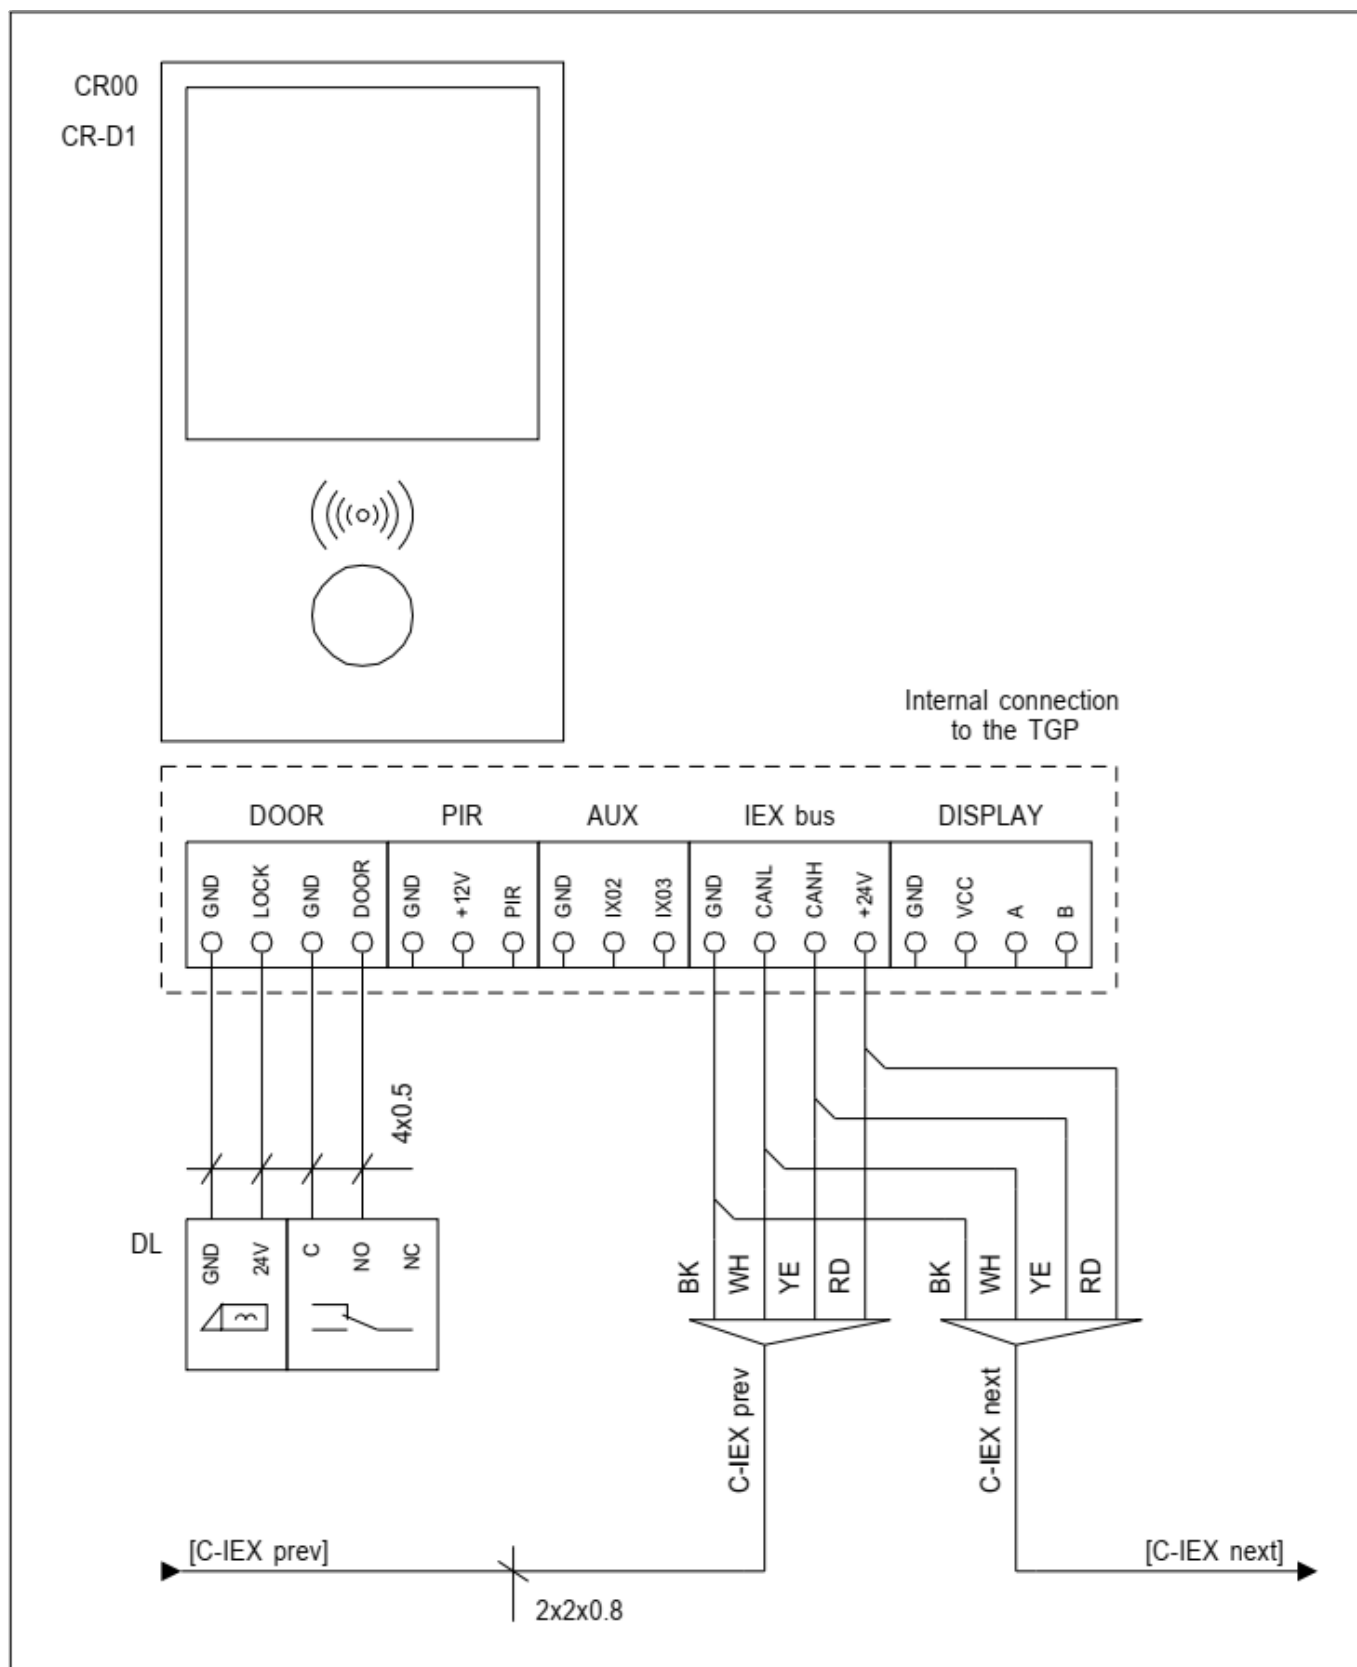 CR00
CR-D1
Internal connection
to the TGP
DOOR PIR AUX IEX bus DISPLAY
GND LOCK GND DOOR GND +12V PIR GND IX02 IX03 GND CANL CANH +24V GND VCC A B
4x0.5
DL
GND 24V C NO NC
BK WH YE RD BK WH YE RD
C-IEX prev
C-IEX next
[C-IEX prev]
[C-IEX next]
2x2x0.8